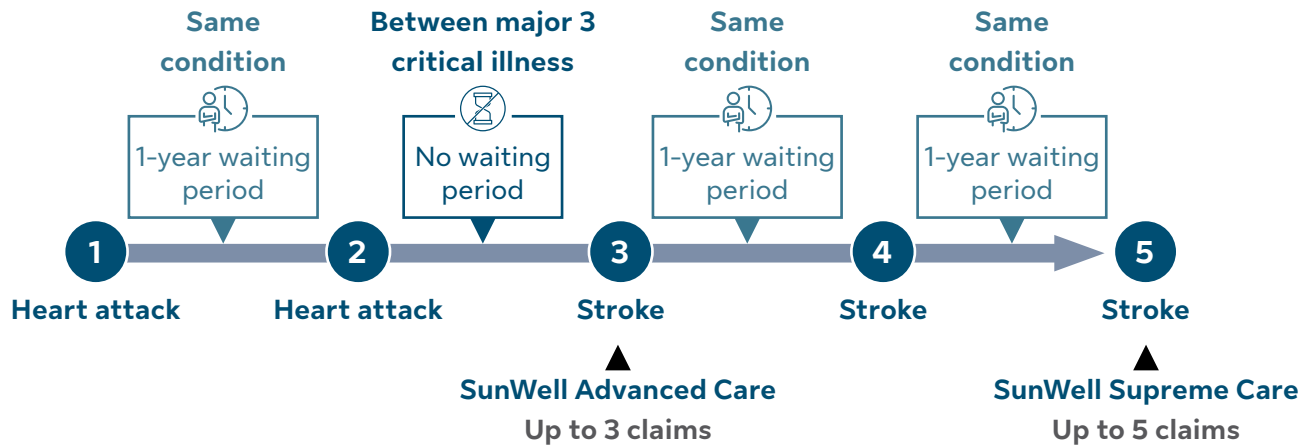 Same
condition
1-year waiting
period
Between major 3
critical illness
No waiting
period
Same
condition
1-year waiting
period
Same
condition
1-year waiting
period
1
2
3
4
5
Heart attack
Heart attack
Stroke
Stroke
Stroke
SunWell Advanced Care
Up to 3 claims
SunWell Supreme Care
Up to 5 claims